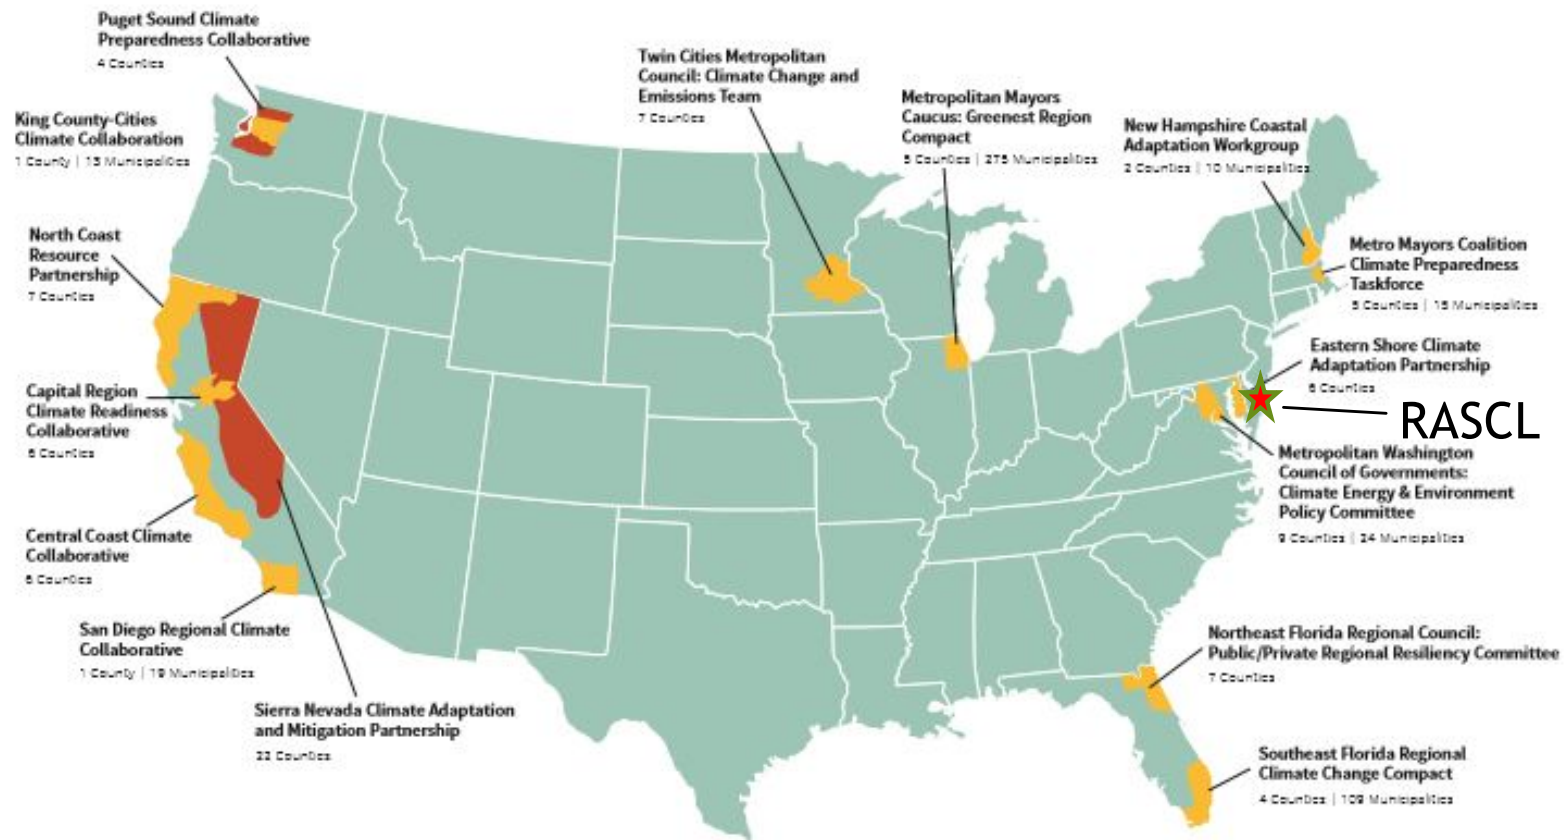 Puget Sound Climate
Preparedness Collaborative
4 Counties
King County-Cities
Climate Collaboration
1 County | 13 Municipalities
North Coast
Resource
Partnership
7 Counties
Capital Region
Climate Readiness
Collaborative
6 Counties
Central Coast Climate
Collaborative
6 Counties
San Diego Regional Climate
Collaborative
1 County | 19 Municipalities
Sierra Nevada Climate Adaptation
and Mitigation Partnership
22 Counties
Twin Cities Metropolitan
Council: Climate Change and
Emissions Team
7 Counties
Metropolitan Mayors
Caucus: Greenest Region
Compact
Counties | 275 Municipalities
New Hampshire Coastal
Adaptation Workgroup
2 Counties | 10 Municipalities
Metro Mayors Coalition
Climate Preparedness
Taskforce
Counties | 15 Municipalities
Eastern Shore Climate
Adaptation Partnership
6 Counties
RASCL
Metropolitan Washington
Council of Governments:
Climate Energy & Environment
Policy Committee
9 Counties | 24 Municipalities
Northeast Florida Regional Council:
Public/Private Regional Resiliency Committee
7 Counties
Southeast Florida Regional
Climate Change Compact
4 Counties | 109 Municipalities